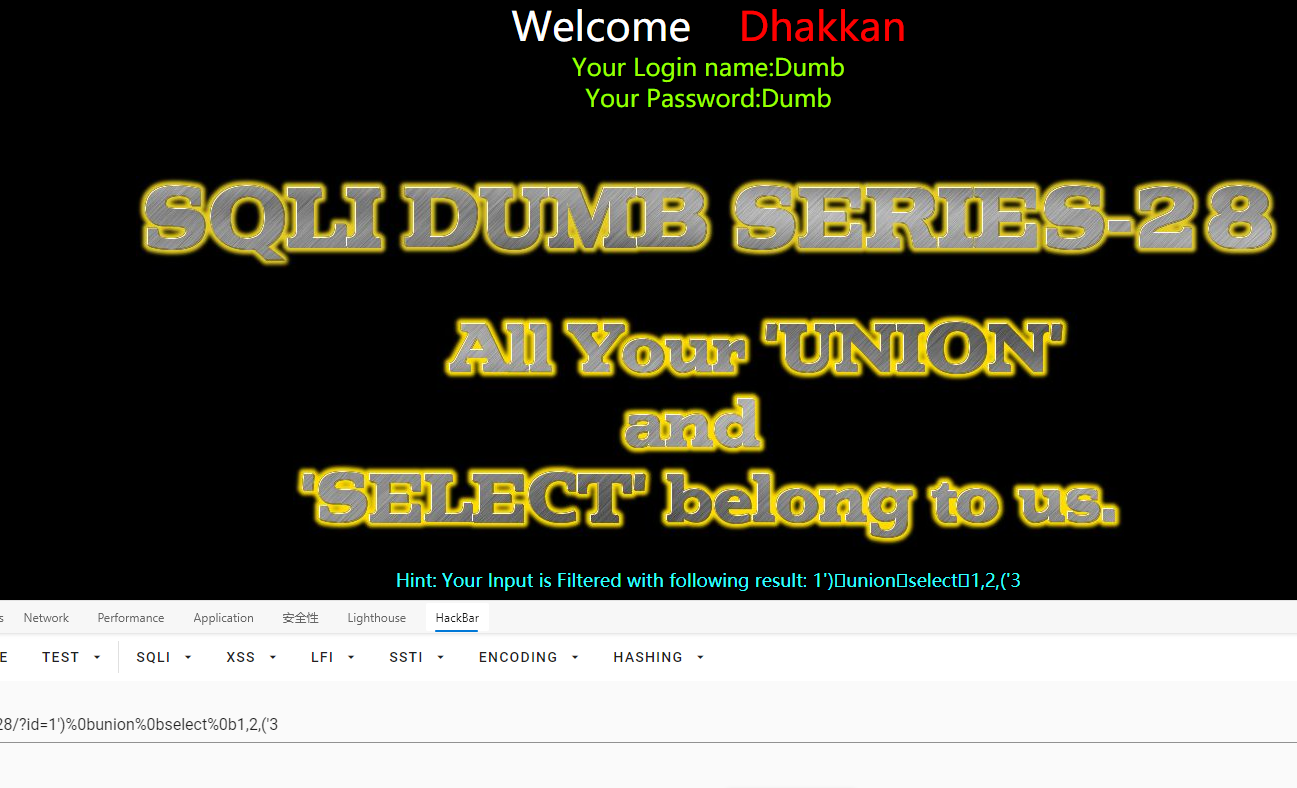 Welcome Dhakkan
Your Login name:Dumb
Your Password:Dumb
SQLI DUMB SERIES-28
All Your 'UNION'
and
'SELECT' belong to us.
Hint: Your Input is Filtered with following result: 1')▯union▯select▯1,2,('3
s Network Performance Application 安全性 Lighthouse HackBar
E TEST SQLI XSS LFI SSTI ENCODING HASHING
28/?id=1')%0bunion%0bselect%0b1,2,('3